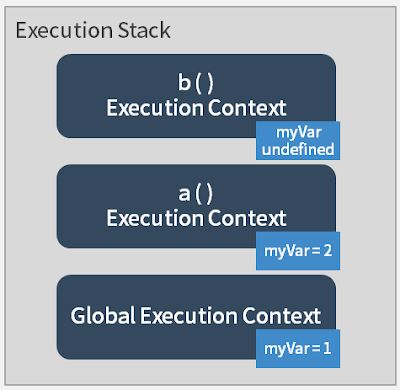 Execution Stack
b ( )
Execution Context
myVar
undefined
a ( )
Execution Context
myVar = 2
Global Execution Context
myVar = 1